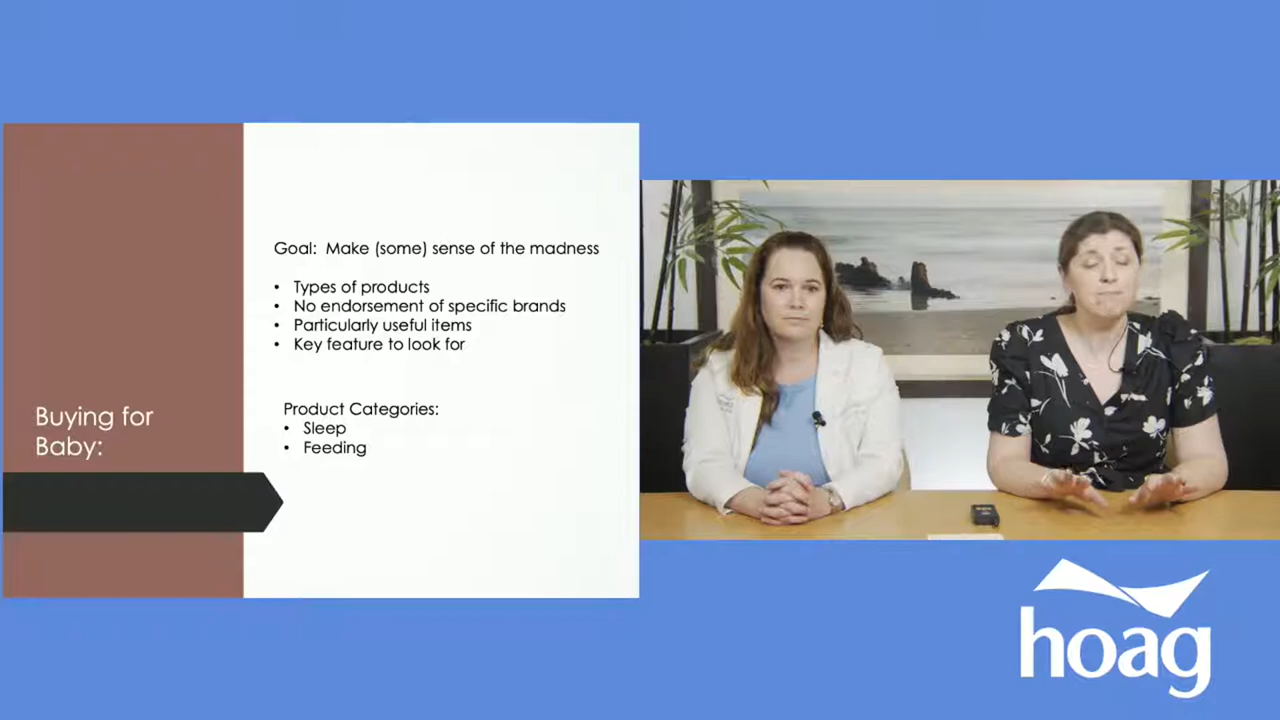 Goal:  Make (some) sense of the madness
• Types of products
• No endorsement of specific brands
• Particularly useful items
• Key feature to look for
Buying for
Baby:
Product Categories:
• Sleep
• Feeding
hoag